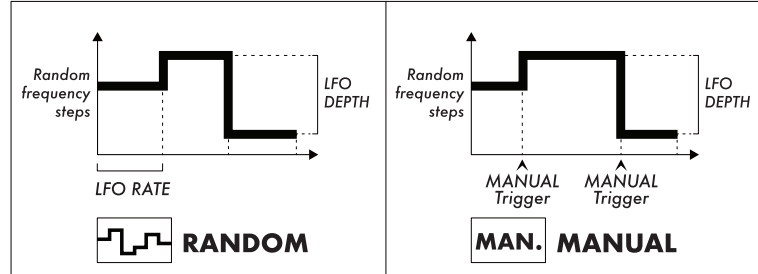 Random
frequency
steps
LFO
DEPTH
LFO RATE
RANDOM
Random
frequency
steps
LFO
DEPTH
MANUAL
Trigger
MANUAL
Trigger
MAN. MANUAL